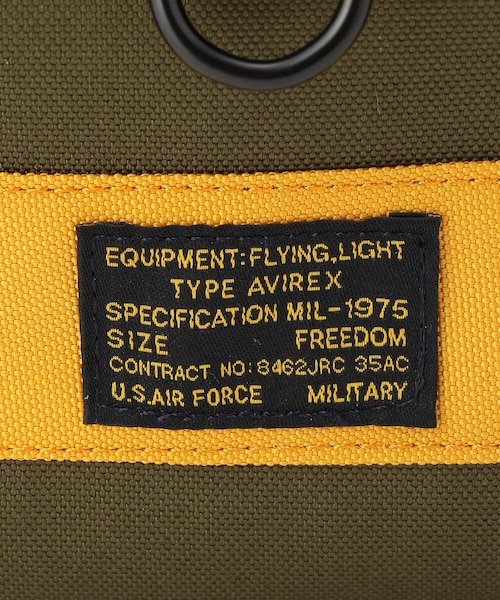 EQUIPMENT:FLYING,LIGHT
TYPE AVIREX
SPECIFICATION MIL-1975
SIZE FREEDOM
CONTRACT NO:8462JRC 35AC
U.S.AIR FORCE MILITARY